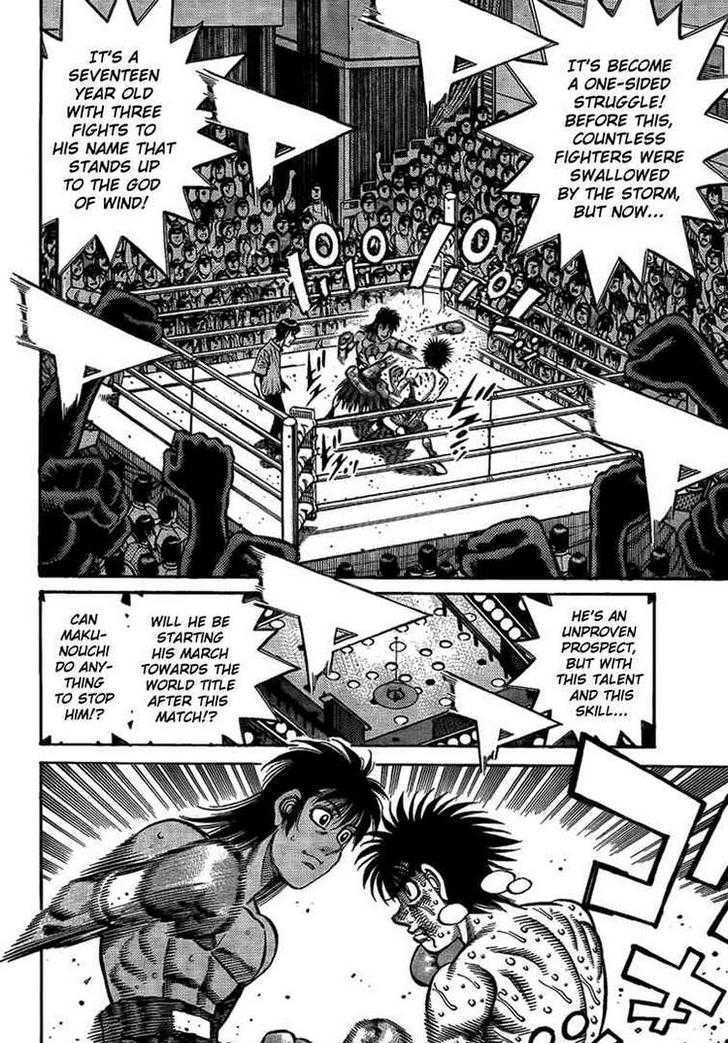 IT'S BECOME
A ONE-SIDED
STRUGGLE!
BEFORE THIS,
COUNTLESS
FIGHTERS WERE
SWALLOWED
BY THE STORM,
BUT NOW...
IT'S A
SEVENTEEN
YEAR OLD
WITH THREE
FIGHTS TO
HIS NAME THAT
STANDS UP
TO THE GOD
OF WIND!
HE'S AN
UNPROVEN
PROSPECT,
BUT WITH
THIS TALENT
AND THIS
SKILL...
WILL HE BE
STARTING
HIS MARCH
TOWARDS THE
WORLD TITLE
AFTER THIS
MATCH!?
CAN
MAKU-
NOUCHI
DO ANY-
THING
TO STOP
HIM!?